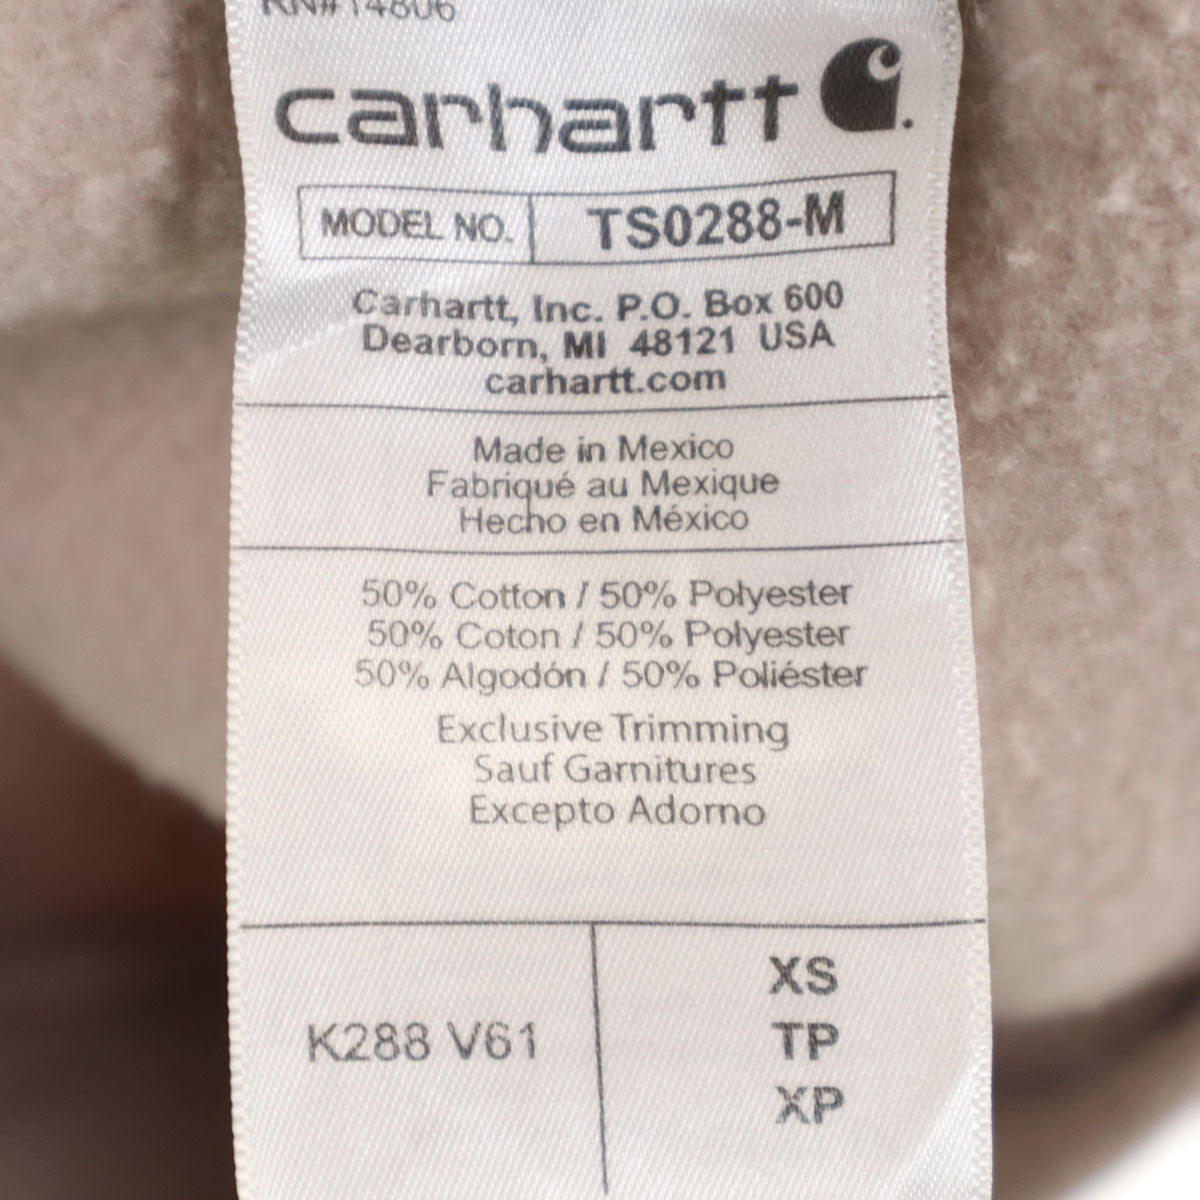 RN#14806
carhartt
MODEL NO. TS0288-M
Carhartt, Inc. P.O. Box 600
Dearborn, MI 48121 USA
carhartt.com
Made in Mexico
Fabriqué au Mexique
Hecho en México
50% Cotton / 50% Polyester
50% Coton / 50% Polyester
50% Algodón / 50% Poliéster
Exclusive Trimming
Sauf Garnitures
Excepto Adorno
K288 V61
XS
TP
XP